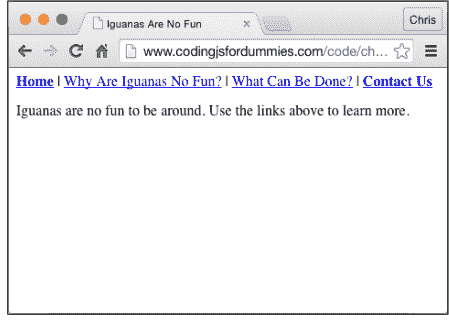 Iguanas Are No Fun
Chris
www.codingjsfordummies.com/code/ch...
Home | Why Are Iguanas No Fun? | What Can Be Done? | Contact Us
Iguanas are no fun to be around. Use the links above to learn more.